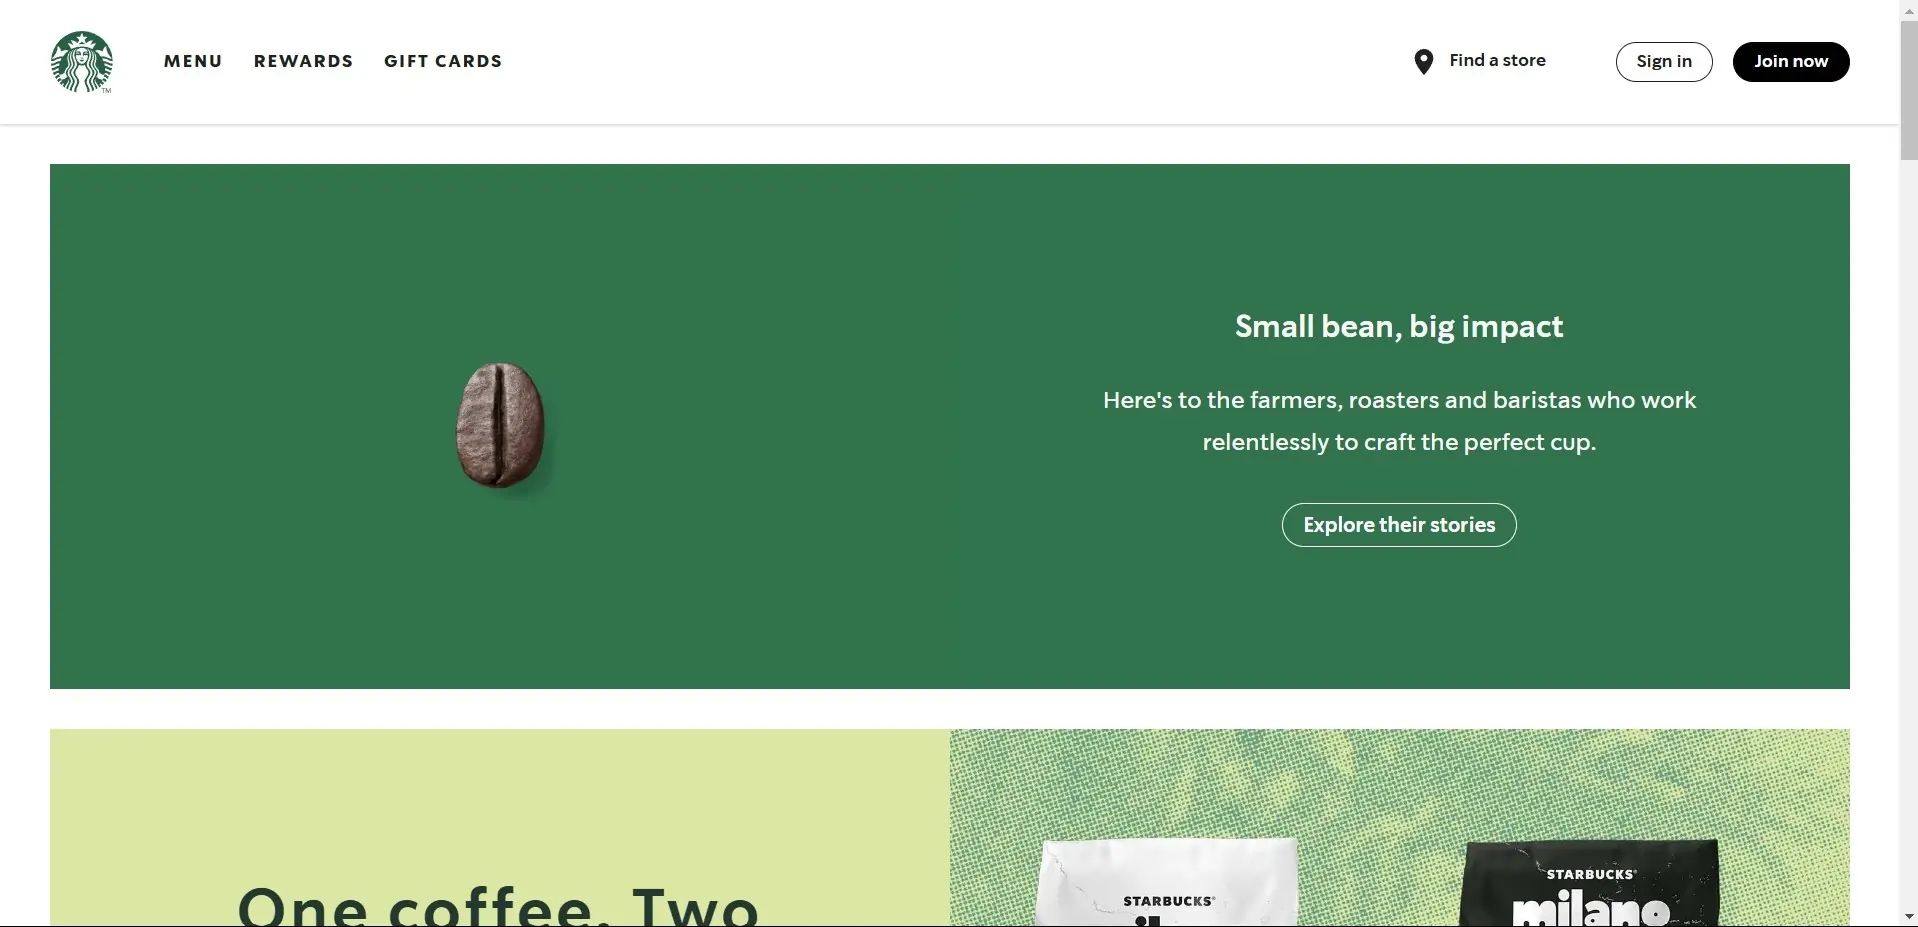 TM
MENU
REWARDS
GIFT CARDS
Find a store
Sign in
Join now
Small bean, big impact
Here's to the farmers, roasters and baristas who work
relentlessly to craft the perfect cup.
Explore their stories
One coffee. Two
STARBUCKS®
STARBUCKS®
milano